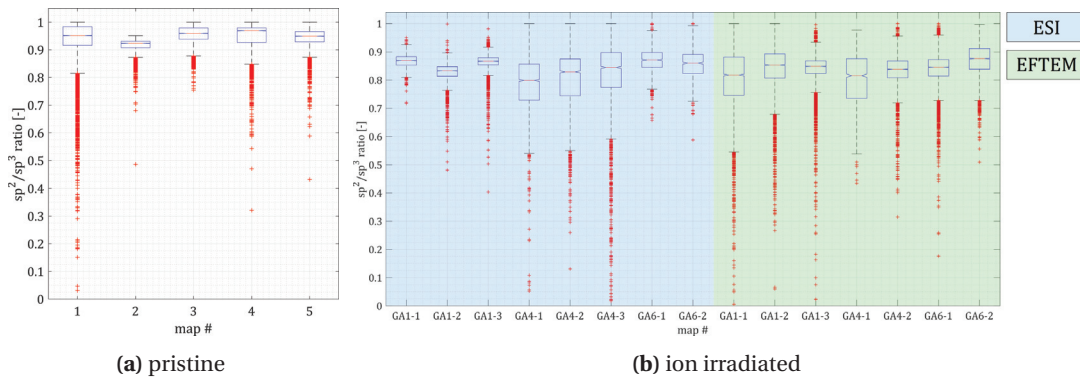 sp²/sp³ ratio [-]
1
0.9
0.8
0.7
0.6
0.5
0.4
0.3
0.2
0.1
0
1 2 3 4 5
map #
(a) pristine
sp²/sp³ ratio [-]
1
0.9
0.8
0.7
0.6
0.5
0.4
0.3
0.2
0.1
0
GA1-1 GA1-2 GA1-3 GA4-1 GA4-2 GA4-3 GA6-1 GA6-2 GA1-1 GA1-2 GA1-3 GA4-1 GA4-2 GA6-1 GA6-2
map #
(b) ion irradiated
ESI
EFTEM